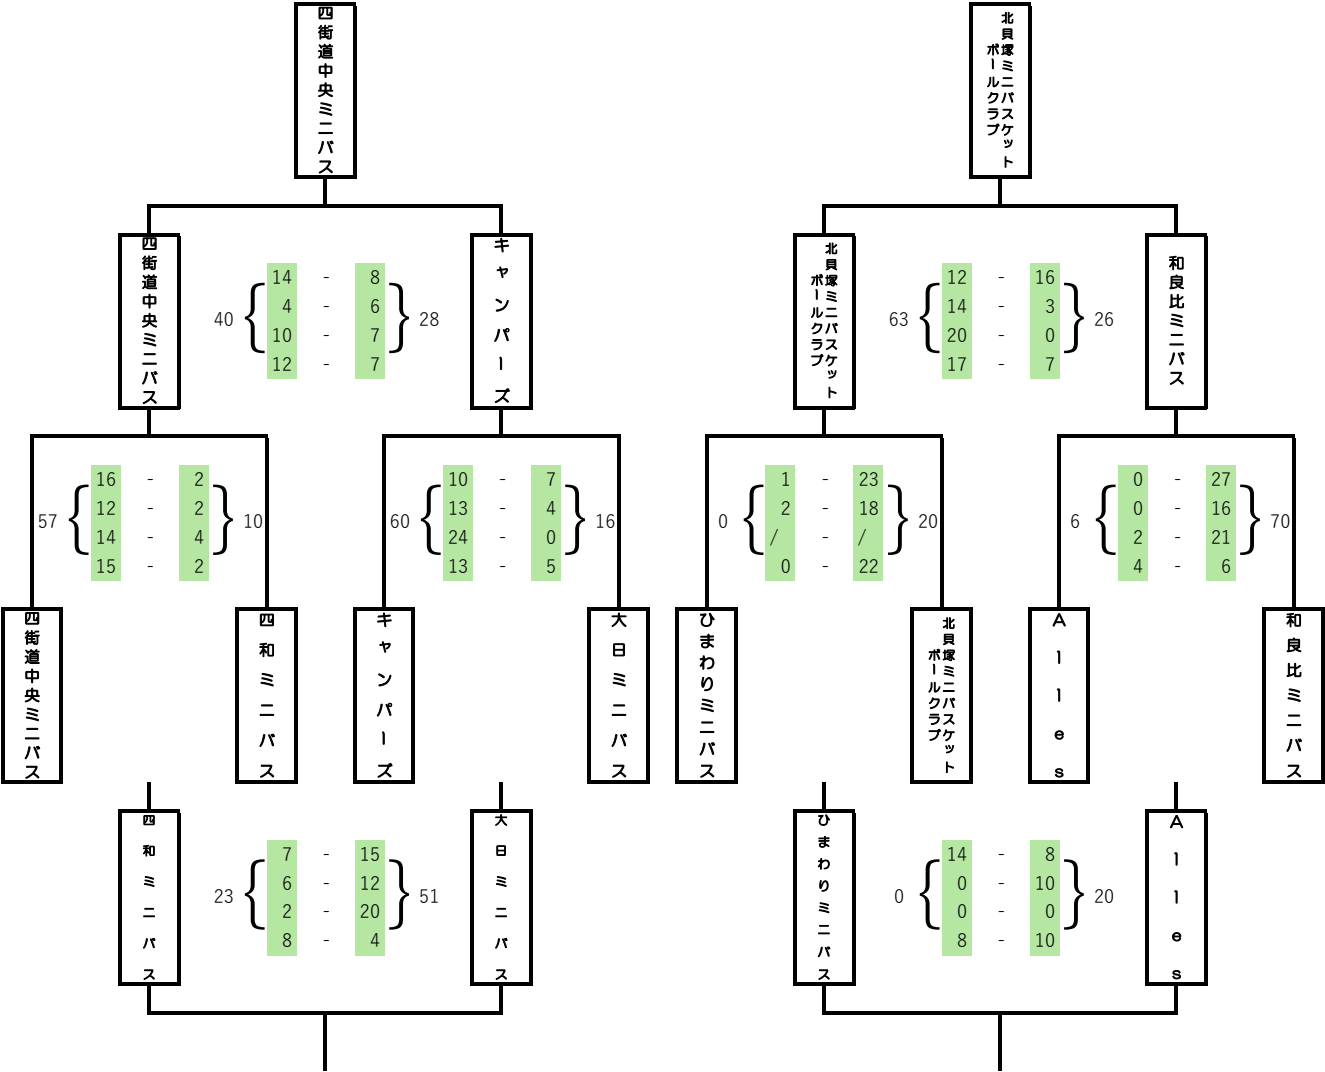 四街道中央ミニバス
北貝塚ミニバスケット
ボールクラブ
四街道中央ミニバス
40
14 - 8
4 - 6
10 - 7
12 - 7
28
キャンパーズ
北貝塚ミニバスケット
ボールクラブ
63
12 - 16
14 - 3
20 - 0
17 - 7
26
和良比ミニバス
57
16 - 2
12 - 2
14 - 4
15 - 2
10
60
10 - 7
13 - 4
24 - 0
13 - 5
16
0
1 - 23
2 - 18
/ - /
0 - 22
20
6
0 - 27
0 - 16
2 - 21
4 - 6
70
四街道中央ミニバス
四和ミニバス
キャンパーズ
大日ミニバス
ひまわりミニバス
北貝塚ミニバスケット
ボールクラブ
Alles
和良比ミニバス
四和ミニバス
23
7 - 15
6 - 12
2 - 20
8 - 4
51
大日ミニバス
ひまわりミニバス
0
14 - 8
0 - 10
0 - 0
8 - 10
20
Alles